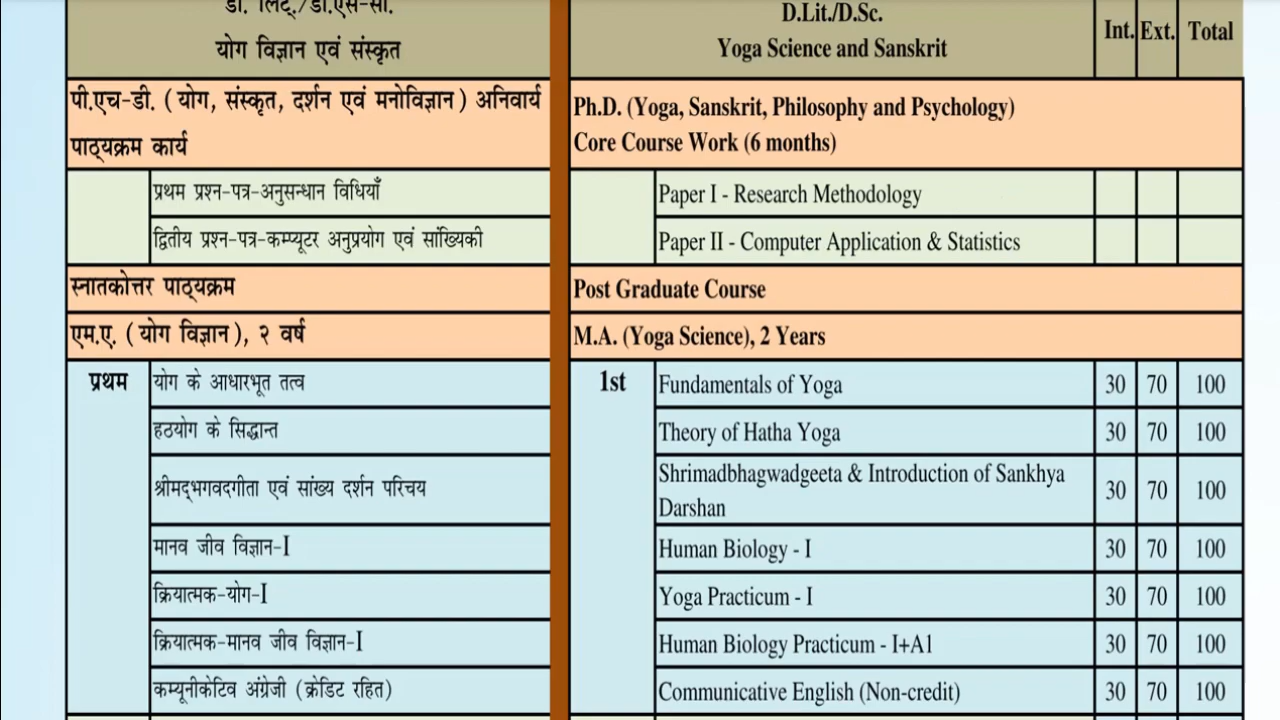 डी. लिट्./डी.एस-सी.
योग विज्ञान एवं संस्कृत
पी.एच-डी. (योग, संस्कृत, दर्शन एवं मनोविज्ञान) अनिवार्य
पाठ्यक्रम कार्य
प्रथम प्रश्न-पत्र-अनुसन्धान विधियाँ
द्वितीय प्रश्न-पत्र-कम्प्यूटर अनुप्रयोग एवं सांख्यिकी
स्नातकोत्तर पाठ्यक्रम
एम.ए. (योग विज्ञान), २ वर्ष
प्रथम योग के आधारभूत तत्व
हठयोग के सिद्धान्त
श्रीमद्भगवदगीता एवं सांख्य दर्शन परिचय
मानव जीव विज्ञान-I
क्रियात्मक-योग-I
क्रियात्मक-मानव जीव विज्ञान-I
कम्यूनीकेटिव अंग्रेजी (क्रेडिट रहित)
D.Lit./D.Sc.
Yoga Science and Sanskrit
Int. Ext. Total
Ph.D. (Yoga, Sanskrit, Philosophy and Psychology)
Core Course Work (6 months)
Paper I - Research Methodology
Paper II - Computer Application & Statistics
Post Graduate Course
M.A. (Yoga Science), 2 Years
1st Fundamentals of Yoga 30 70 100
Theory of Hatha Yoga 30 70 100
Shrimadbhagwadgeeta & Introduction of Sankhya
Darshan 30 70 100
Human Biology - I 30 70 100
Yoga Practicum - I 30 70 100
Human Biology Practicum - I+A1 30 70 100
Communicative English (Non-credit) 30 70 100